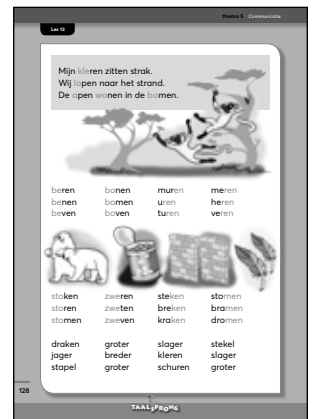 thema 5 Communicatie
Les 13
Mijn kleren zitten strak.
Wij lopen naar het strand.
De apen wonen in de bomen.
beren bonen muren meren
benen bomen uren heren
beven boven turen veren
stoken zweren steken stomen
storen zweten breken bramen
stomen zweven kraken dromen
draken groter slager stekel
jager breder kleren slager
stapel groter schuren groter
128
TAALSPRONG